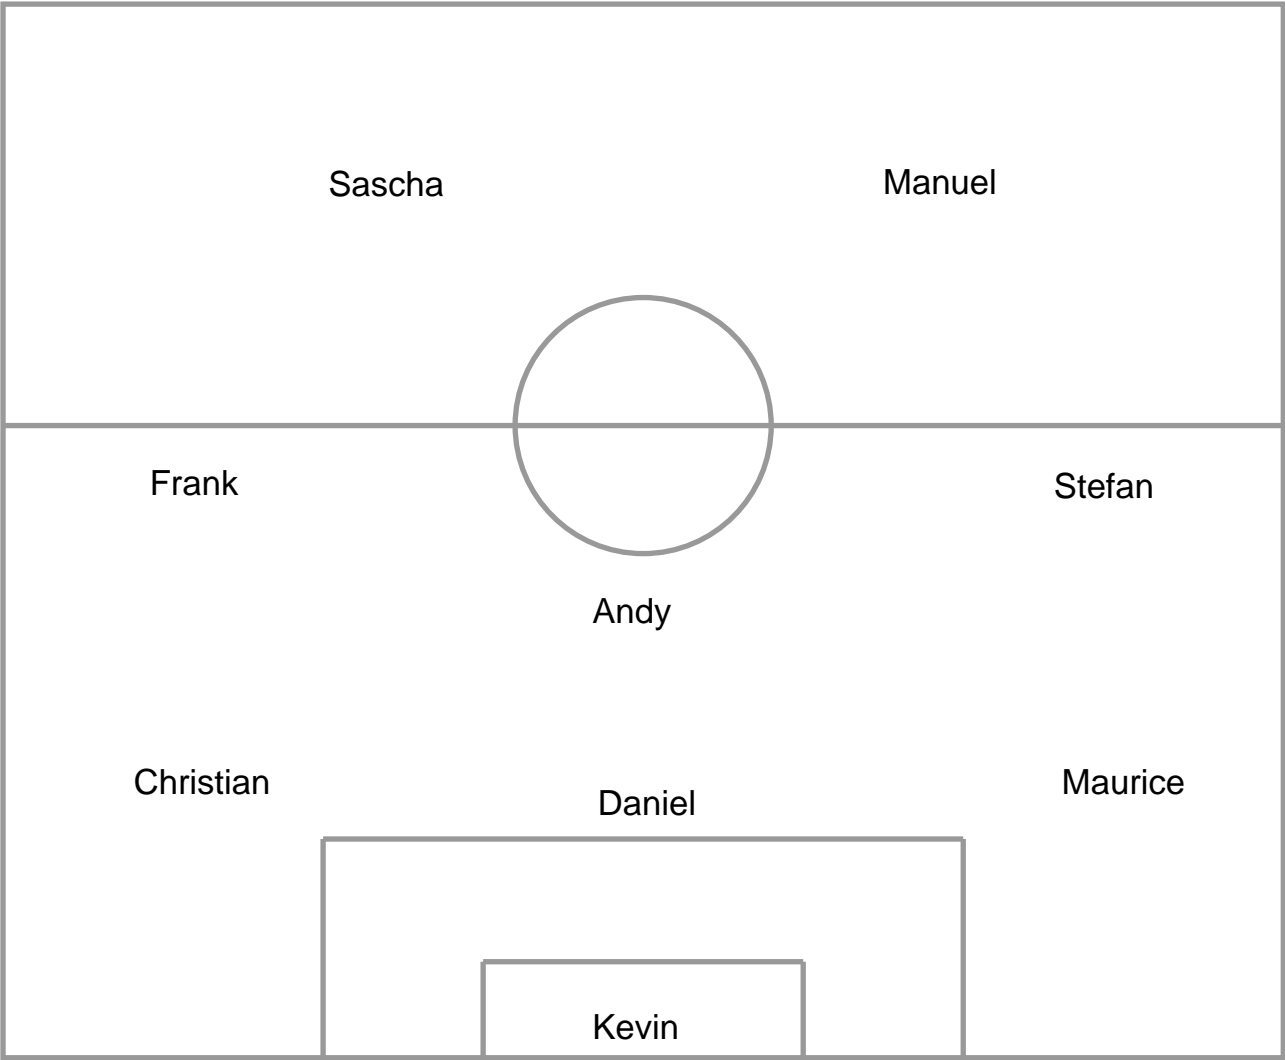 Sascha
Manuel
Frank
Stefan
Andy
Christian
Daniel
Maurice
Kevin